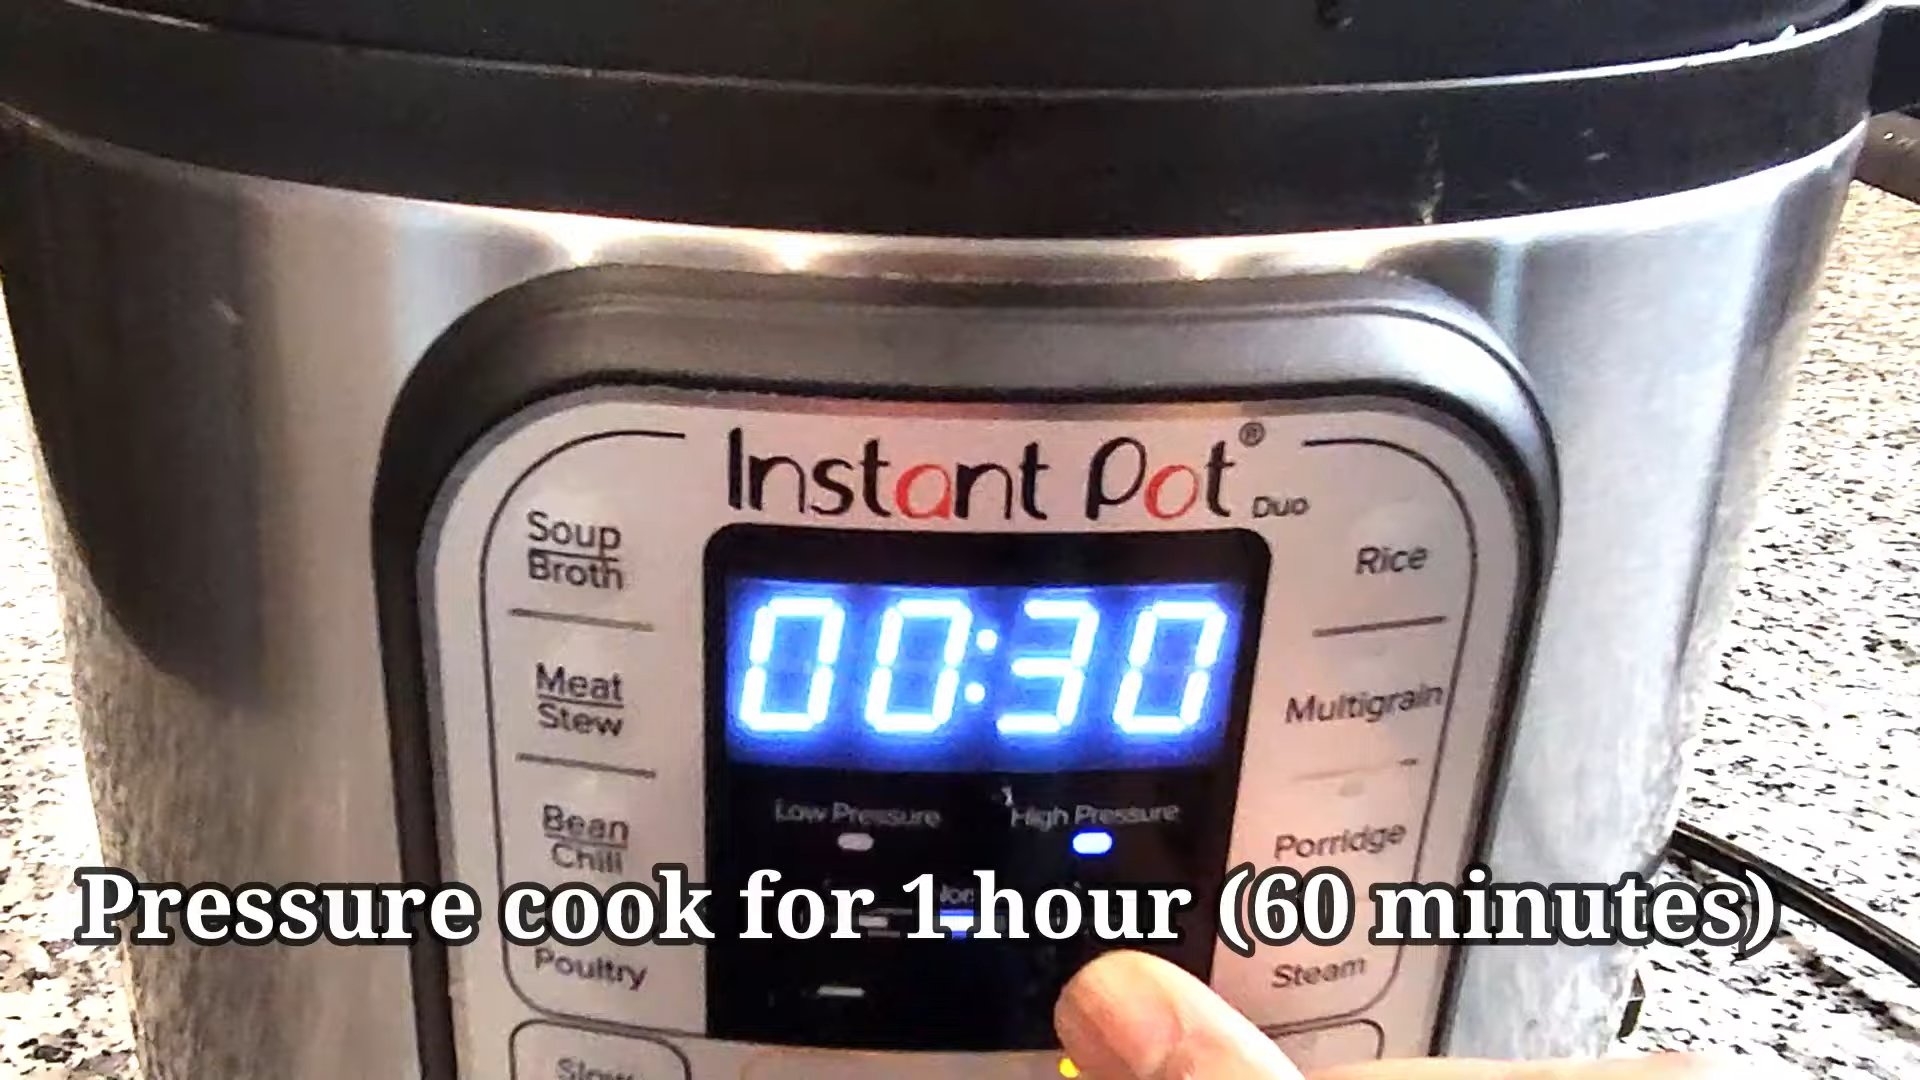 Instant Pot®
Duo
Soup
Broth
Rice
00:30
Meat
Stew
Multigrain
Low Pressure
High Pressure
Bean
Chili
Porridge
Pressure cook for 1 hour (60 minutes)
Poultry
Steam
Slow